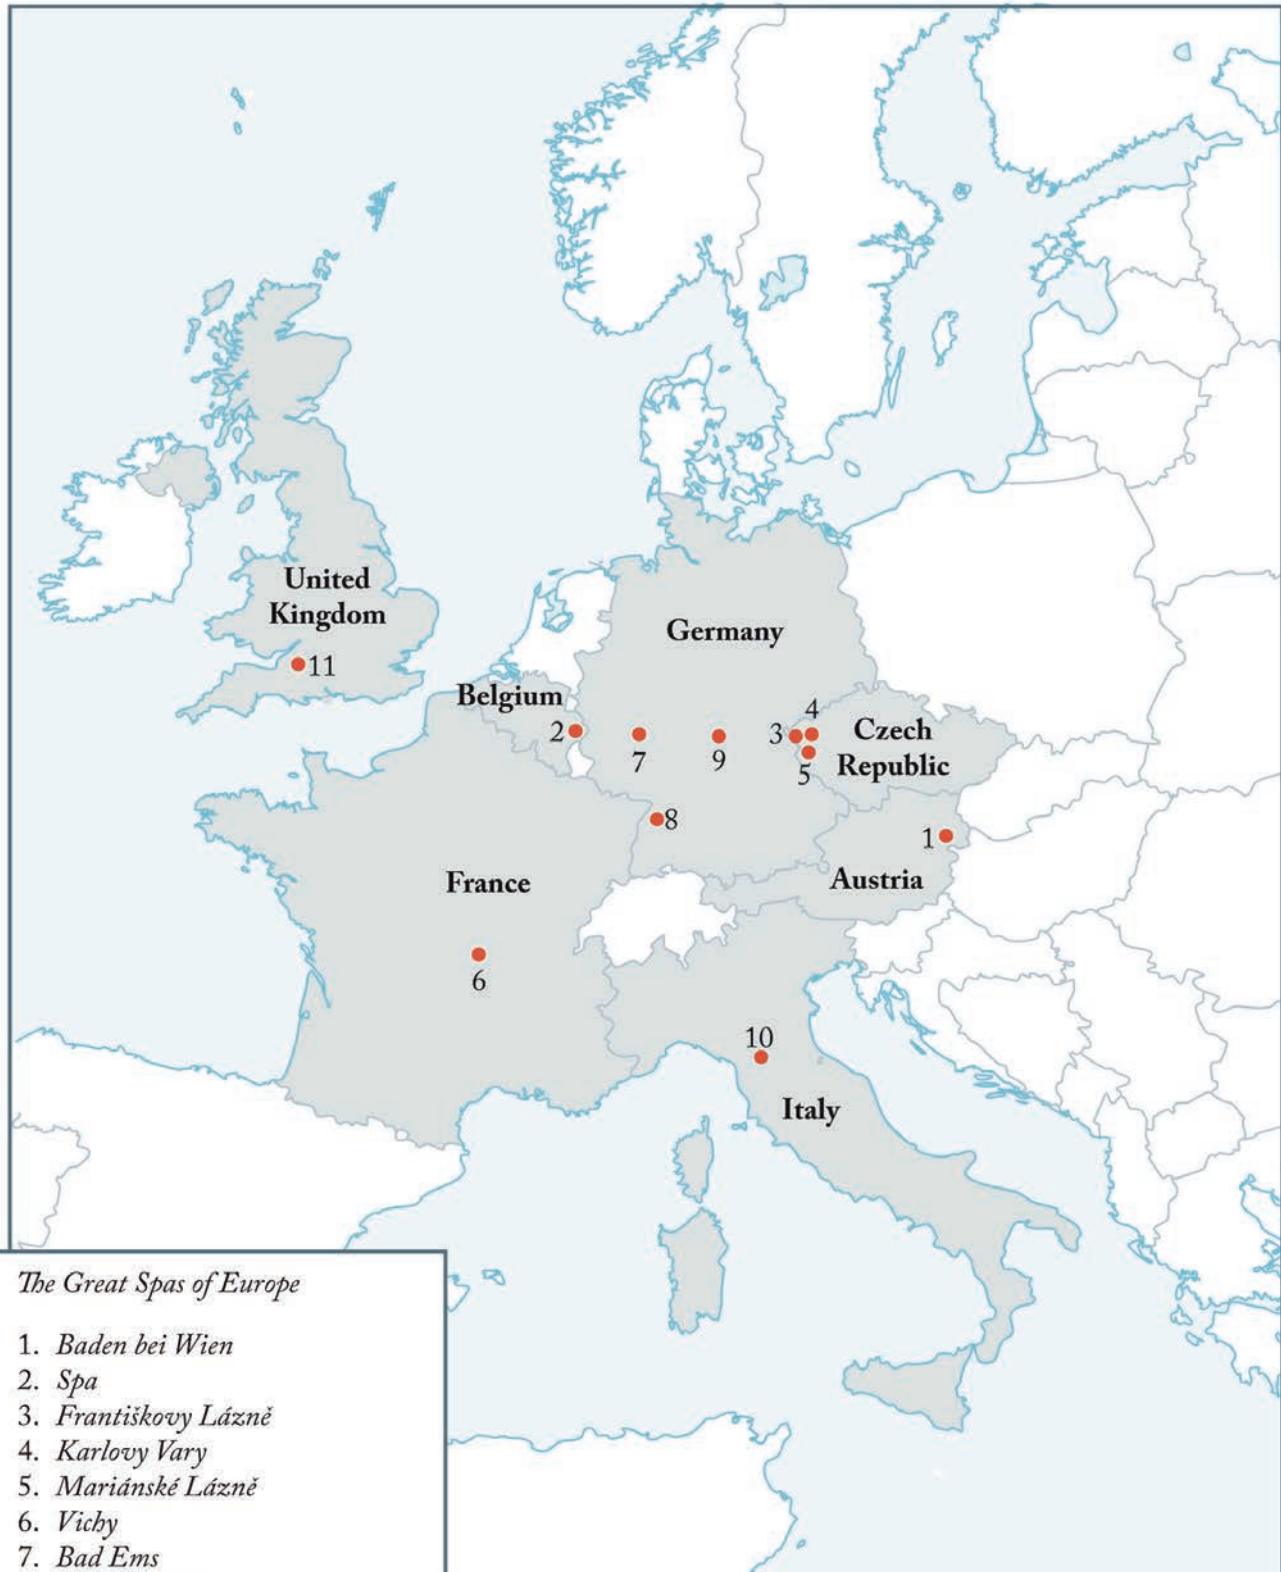 United
Kingdom
11
Germany
Belgium
2
7
9
3
4
5
Czech
Republic
8
1
Austria
France
6
10
Italy
The Great Spas of Europe
1. Baden bei Wien
2. Spa
3. Františkovy Lázně
4. Karlovy Vary
5. Mariánské Lázně
6. Vichy
7. Bad Ems